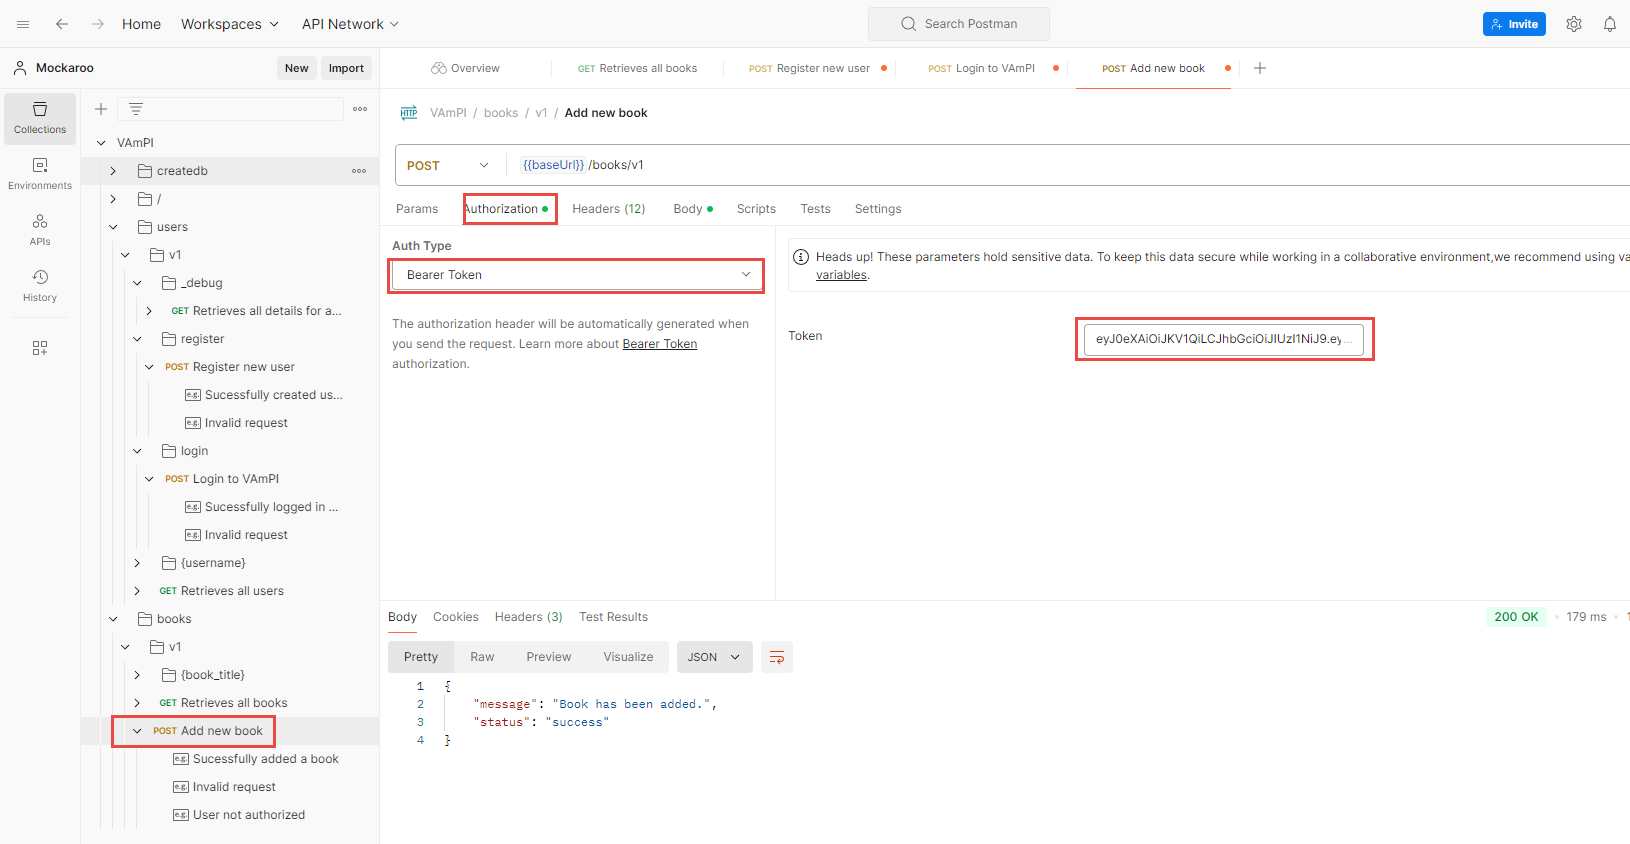 Home
Workspaces
API Network
Search Postman
Invite
Mockaroo
New
Import
Overview
GET Retrieves all books
POST Register new user
POST Login to VAmPI
POST Add new book
Collections
Environments
APIs
History
VAmPI
createdb
/
users
v1
_debug
GET Retrieves all details for a...
register
POST Register new user
e.g. Sucessfully created us...
e.g. Invalid request
login
POST Login to VAmPI
e.g. Sucessfully logged in ...
e.g. Invalid request
{username}
GET Retrieves all users
books
v1
{book_title}
GET Retrieves all books
POST Add new book
e.g. Sucessfully added a book
e.g. Invalid request
e.g. User not authorized
HTTP VAmPI / books / v1 / Add new book
POST
{{baseUrl}} /books/v1
Params
Authorization
Headers (12)
Body
Scripts
Tests
Settings
Auth Type
Bearer Token
The authorization header will be automatically generated when
you send the request. Learn more about Bearer Token
authorization.
Heads up! These parameters hold sensitive data. To keep this data secure while working in a collaborative environment,we recommend using va
variables.
Token
eyJ0eXAiOiJKV1QiLCJhbGciOiJIUzI1NiJ9.ey...
Body
Cookies
Headers (3)
Test Results
200 OK
179 ms
Pretty
Raw
Preview
Visualize
JSON
1 {
2 "message": "Book has been added.",
3 "status": "success"
4 }